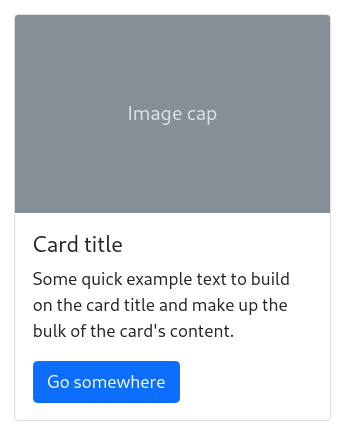 Image cap
Card title
Some quick example text to build
on the card title and make up the
bulk of the card's content.
Go somewhere